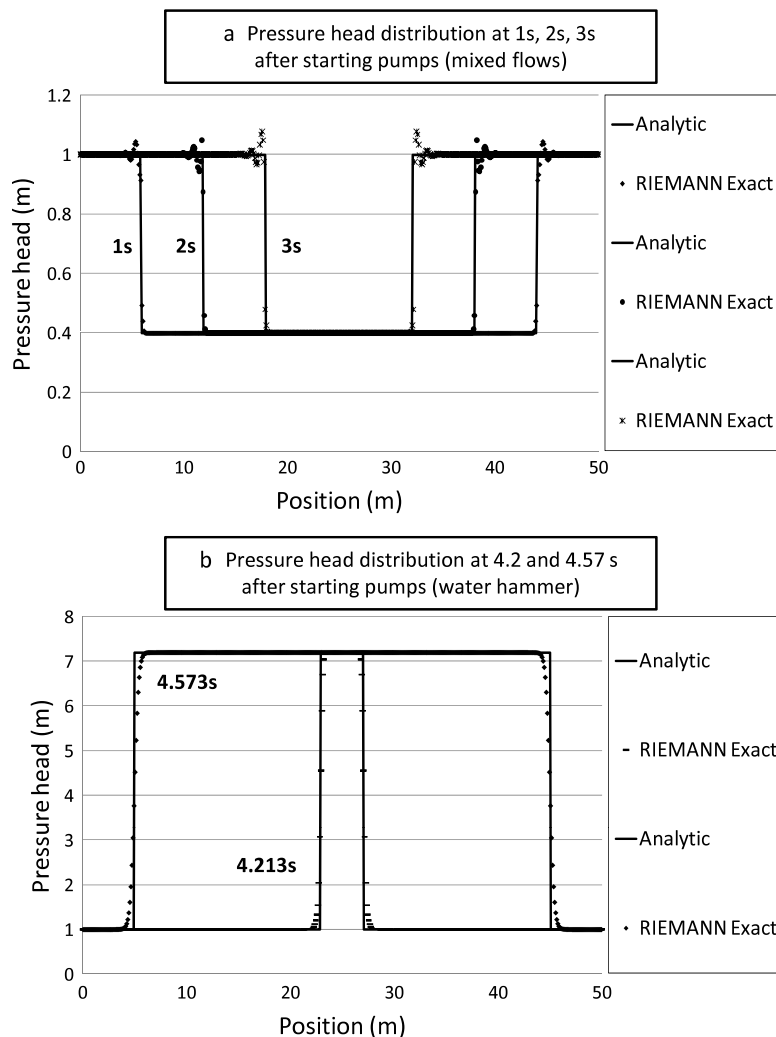 a Pressure head distribution at 1s, 2s, 3s
after starting pumps (mixed flows)
1.2
1
0.8
0.6
0.4
0.2
0
Pressure head (m)
1s
2s
3s
0
10
20
30
40
50
Position (m)
Analytic
RIEMANN Exact
Analytic
RIEMANN Exact
Analytic
RIEMANN Exact
b Pressure head distribution at 4.2 and 4.57 s
after starting pumps (water hammer)
8
7
6
5
4
3
2
1
0
Pressure head (m)
4.573s
4.213s
0
10
20
30
40
50
Position (m)
Analytic
RIEMANN Exact
Analytic
RIEMANN Exact